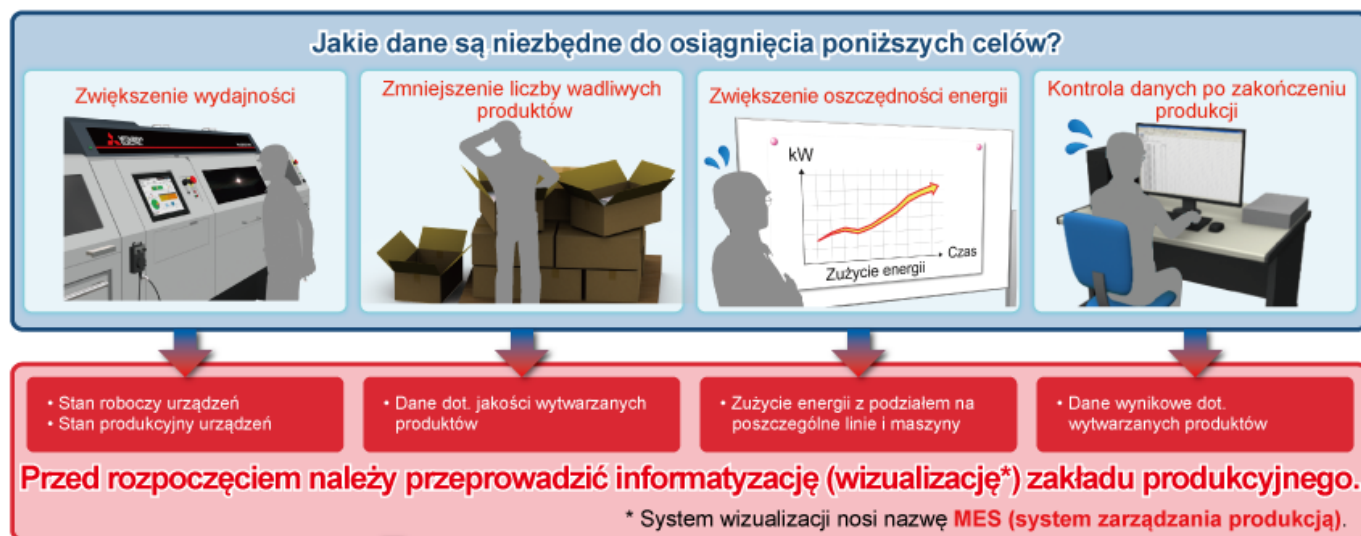 Jakie dane są niezbędne do osiągnięcia poniższych celów?
Zwiększenie wydajności
Zmniejszenie liczby wadliwych
produktów
Zwiększenie oszczędności energii
Kontrola danych po zakończeniu
produkcji
kW
Czas
Zużycie energii
• Stan roboczy urządzeń
• Stan produkcyjny urządzeń
• Dane dot. jakości wytwarzanych
produktów
• Zużycie energii z podziałem na
poszczególne linie i maszyny
• Dane wynikowe dot.
wytwarzanych produktów
Przed rozpoczęciem należy przeprowadzić informatyzację (wizualizację*) zakładu produkcyjnego.
* System wizualizacji nosi nazwę MES (system zarządzania produkcją).